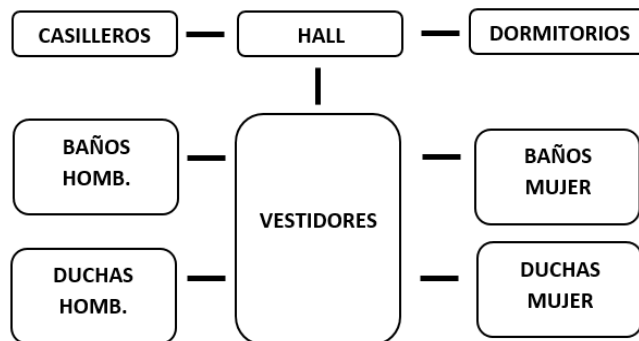 CASILLEROS
HALL
DORMITORIOS
BAÑOS
HOMB.
VESTIDORES
BAÑOS
MUJER
DUCHAS
HOMB.
DUCHAS
MUJER